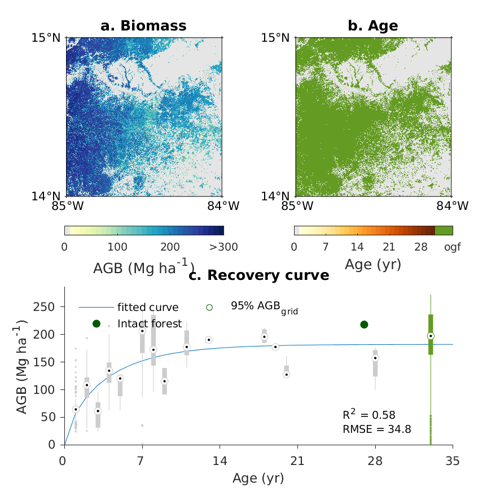 a. Biomass
b. Age
15°N
15°N
14°N
14°N
85°W
84°W
85°W
84°W
0
100
200
>300
0
7
14
21
28
ogf
AGB (Mg ha-1)
Age (yr)
c. Recovery curve
fitted curve
95% AGBgrid
Intact forest
250
200
150
100
50
0
AGB (Mg ha-1)
R2 = 0.58
RMSE = 34.8
0
7
14
21
28
35
Age (yr)